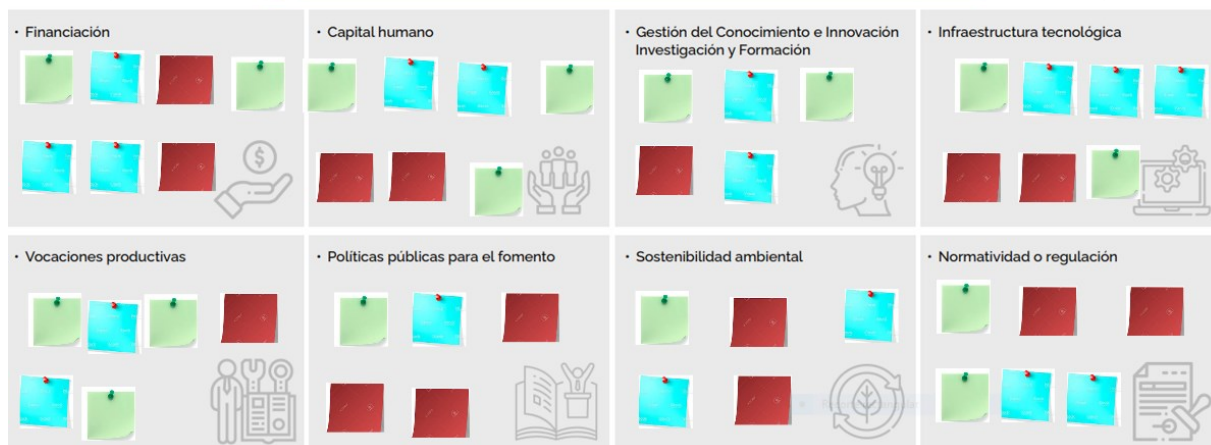 • Financiación
• Capital humano
• Gestión del Conocimiento e Innovación
Investigación y Formación
• Infraestructura tecnológica
$
• Vocaciones productivas
• Políticas públicas para el fomento
• Sostenibilidad ambiental
• Normatividad o regulación